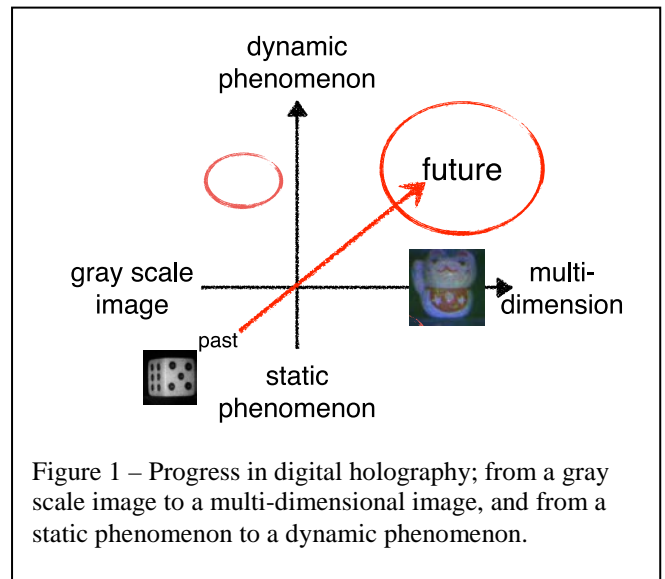 dynamic
phenomenon
future
gray scale
image
multi-
dimension
past
static
phenomenon
Figure 1 – Progress in digital holography; from a gray
scale image to a multi-dimensional image, and from a
static phenomenon to a dynamic phenomenon.